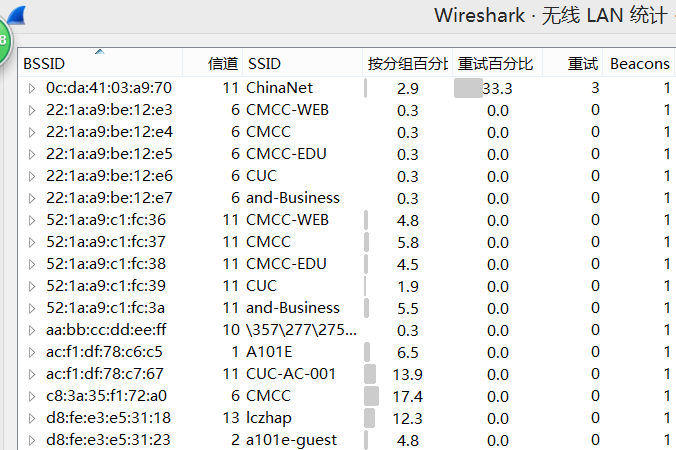 Wireshark · 无线 LAN 统计 ·
BSSID 信道 SSID 按分组百分比 重试百分比 重试 Beacons
0c:da:41:03:a9:70 11 ChinaNet 2.9 33.3 3 1
22:1a:a9:be:12:e3 6 CMCC-WEB 0.3 0.0 0 1
22:1a:a9:be:12:e4 6 CMCC 0.3 0.0 0 1
22:1a:a9:be:12:e5 6 CMCC-EDU 0.3 0.0 0 1
22:1a:a9:be:12:e6 6 CUC 0.3 0.0 0 1
22:1a:a9:be:12:e7 6 and-Business 0.3 0.0 0 1
52:1a:a9:c1:fc:36 11 CMCC-WEB 4.8 0.0 0 1
52:1a:a9:c1:fc:37 11 CMCC 5.8 0.0 0 1
52:1a:a9:c1:fc:38 11 CMCC-EDU 4.5 0.0 0 1
52:1a:a9:c1:fc:39 11 CUC 1.9 0.0 0 1
52:1a:a9:c1:fc:3a 11 and-Business 5.5 0.0 0 1
aa:bb:cc:dd:ee:ff 10 \357\277\275... 0.3 0.0 0 1
ac:f1:df:78:c6:c5 1 A101E 6.5 0.0 0 1
ac:f1:df:78:c7:67 11 CUC-AC-001 13.9 0.0 0 1
c8:3a:35:f1:72:a0 6 CMCC 17.4 0.0 0 1
d8:fe:e3:e5:31:18 13 lczhap 12.3 0.0 0 1
d8:fe:e3:e5:31:23 2 a101e-guest 4.8 0.0 0 1